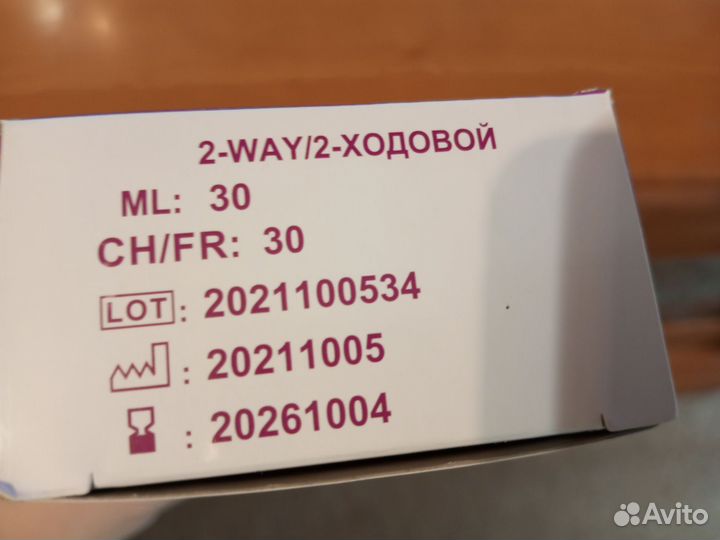 2-WAY/2-ХОДОВОЙ
ML: 30
CH/FR: 30
LOT: 2021100534
: 20211005
: 20261004
Avito